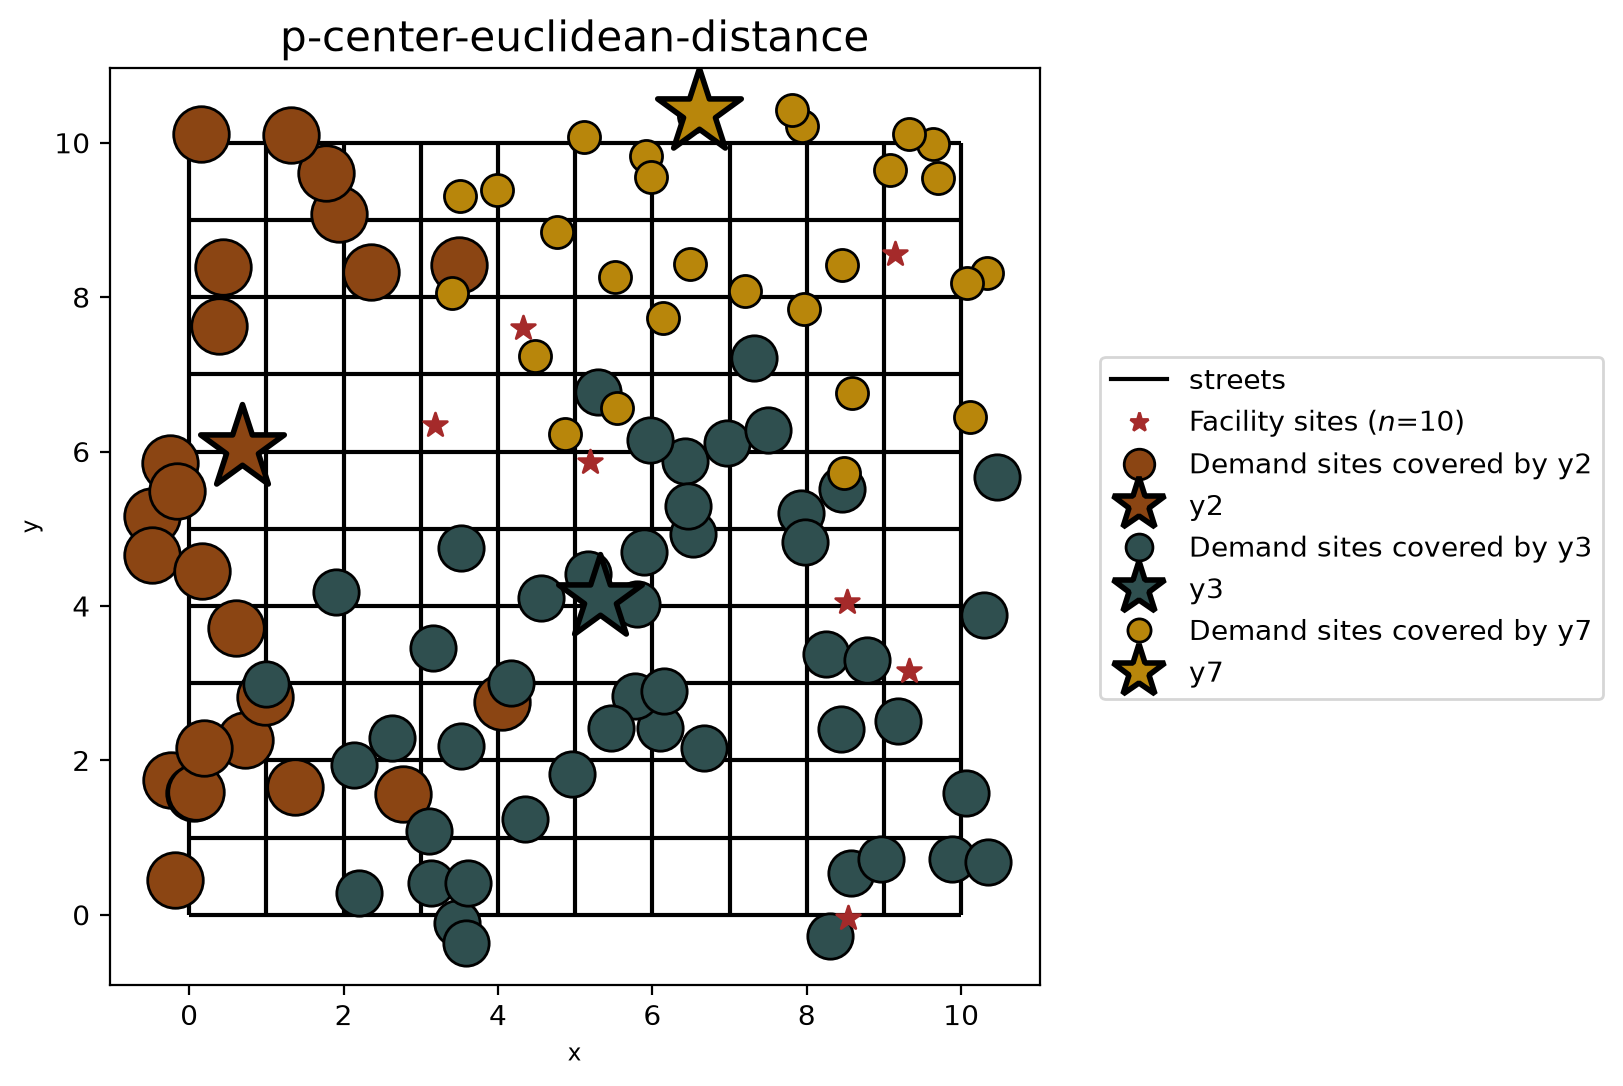 p-center-euclidean-distance
10
8
6
4
2
0
y
0 2 4 6 8 10
x
streets
Facility sites (n=10)
Demand sites covered by y2
y2
Demand sites covered by y3
y3
Demand sites covered by y7
y7